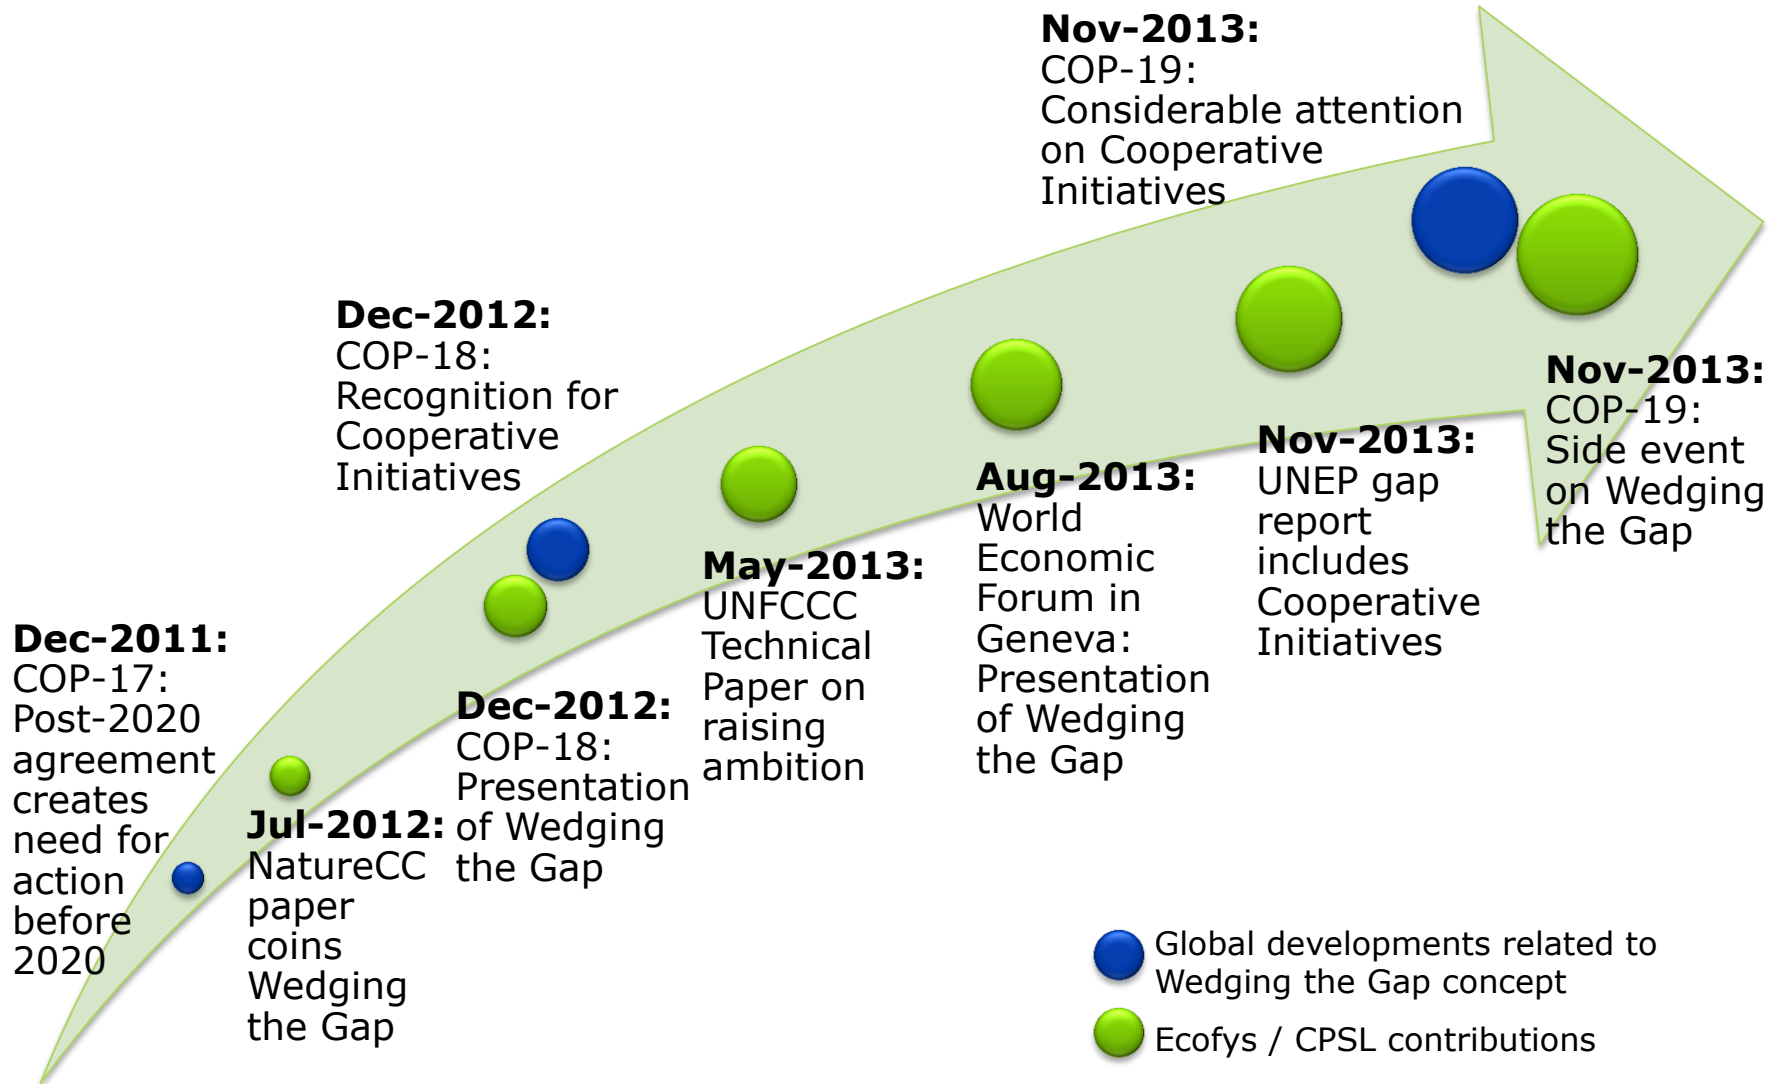 Dec-2011:
COP-17:
Post-2020
agreement
creates
need for
action
before
2020
Jul-2012:
NatureCC
paper
coins
Wedging
the Gap
Dec-2012:
COP-18:
Recognition for
Cooperative
Initiatives
Dec-2012:
COP-18:
Presentation
of Wedging
the Gap
May-2013:
UNFCCC
Technical
Paper on
raising
ambition
Aug-2013:
World
Economic
Forum in
Geneva:
Presentation
of Wedging
the Gap
Nov-2013:
UNEP gap
report
includes
Cooperative
Initiatives
Nov-2013:
COP-19:
Considerable attention
on Cooperative
Initiatives
Nov-2013:
COP-19:
Side event
on Wedging
the Gap
Global developments related to
Wedging the Gap concept
Ecofys / CPSL contributions